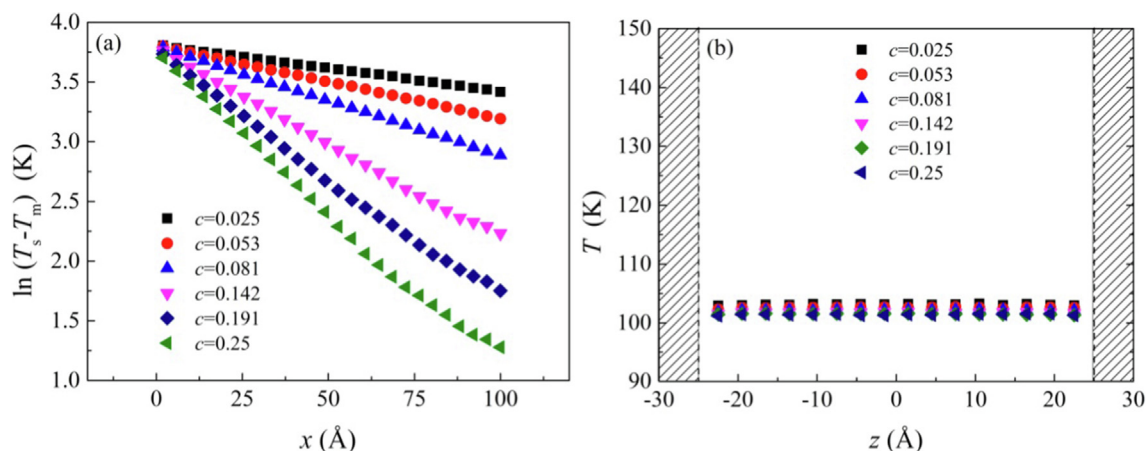 (a)
4.0
3.5
3.0
2.5
2.0
1.5
1.0
ln (Ts-Tm) (K)
c=0.025
c=0.053
c=0.081
c=0.142
c=0.191
c=0.25
0 25 50 75 100
x (Å)
(b)
150
140
130
120
110
100
90
T (K)
c=0.025
c=0.053
c=0.081
c=0.142
c=0.191
c=0.25
-30 -20 -10 0 10 20 30
z (Å)